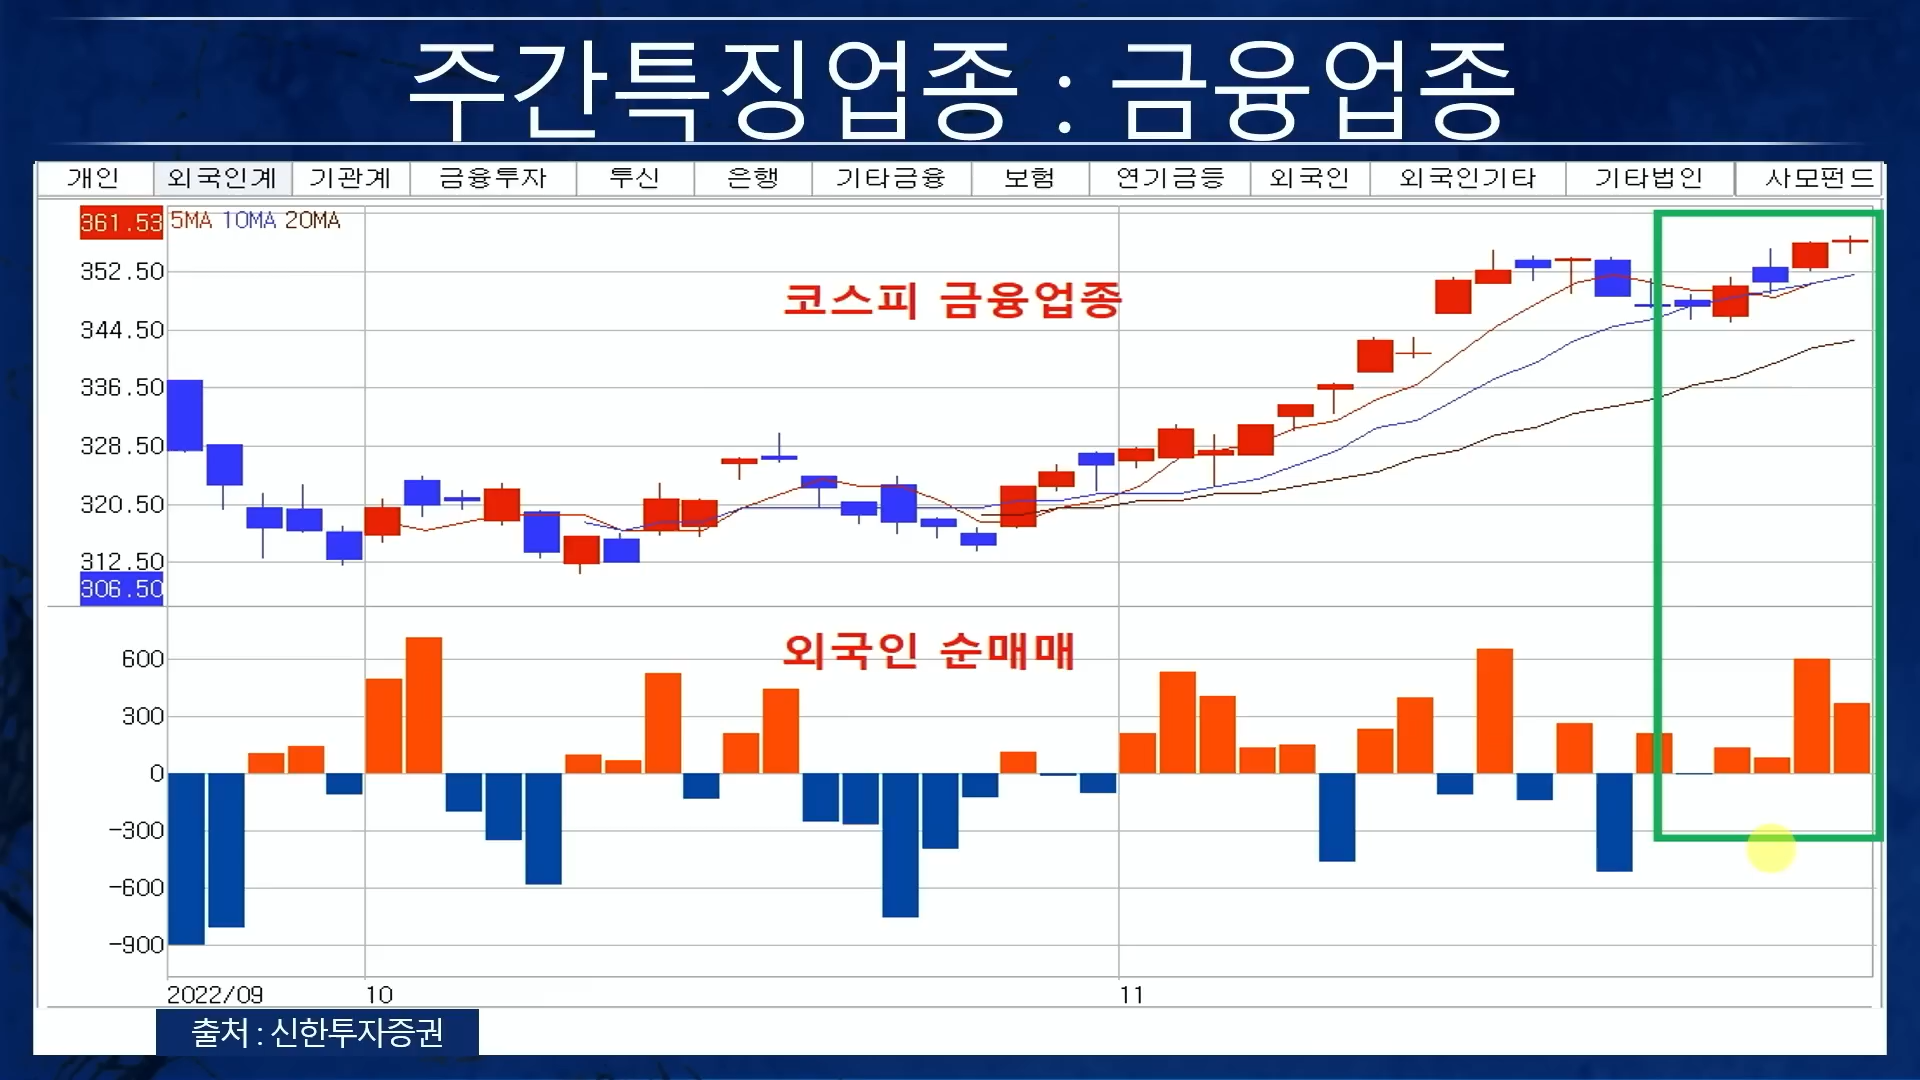 주간특징업종 : 금융업종
개인 외국인계 기관계 금융투자 투신 은행 기타금융 보험 연기금등 외국인 외국인기타 기타법인 사모펀드
361.53 5MA 10MA 20MA
352.50
코스피 금융업종
344.50
336.50
328.50
320.50
312.50
306.50
외국인 순매매
600
300
0
-300
-600
-900
2022/09 10 11
출처 : 신한투자증권